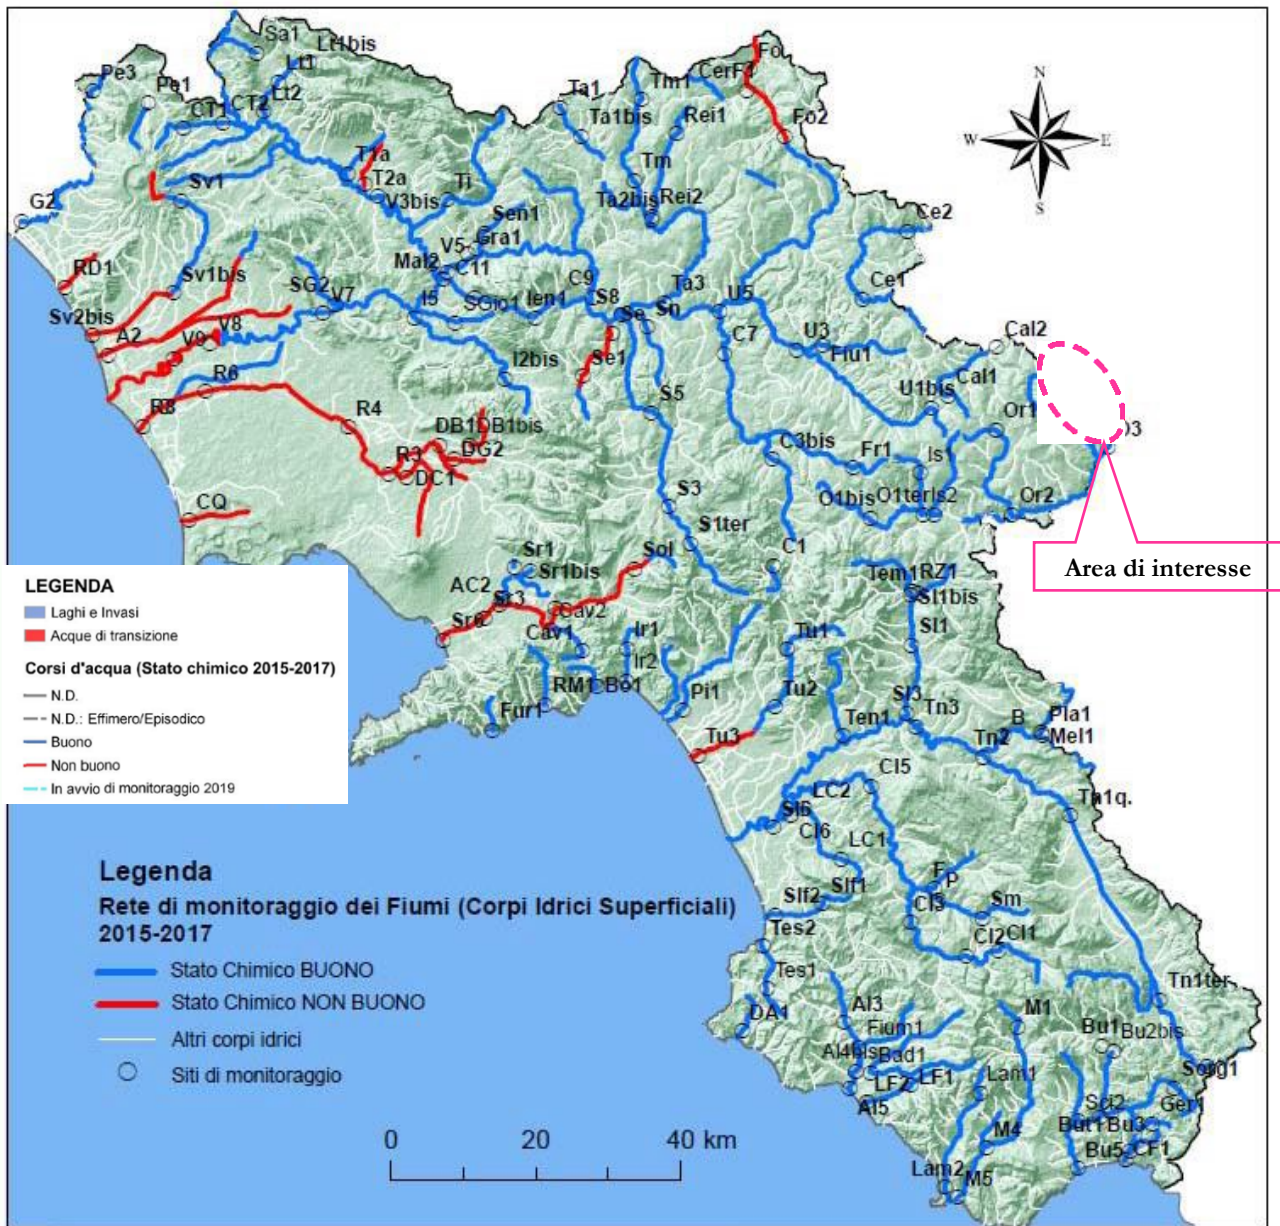 Sa1
Lt1bis
Pe3
Lt1
Pe1
Lt2
CT1
CT2
Ta1
Tm1
CerF1
Fo
Ta1bis
Rei1
Fo2
N
W
E
S
T1a
T2a
Tm
Sv1
V3bis
Ti
Ta2bis
Rei2
G2
Sen1
Ce2
V5
Gra1
RD1
Mal2
C11
Sv1bis
SG2
V7
C9
Ta3
Ce1
I5
SGio1
Ien1
S8
Se
Sn
U5
Sv2bis
A2
V9
V8
C7
U3
Fiu1
Cal2
Se1
I2bis
R6
U1bis
Cal1
R8
R4
S5
Or1
O3
DB1
DB1bis
R3
DG2
DC1
C3bis
Fr1
Is1
CQ
S3
O1bis
O1ter
Is2
Or2
S1ter
Sr1
Sol
C1
Area di interesse
AC2
Sr1bis
Tem1
RZ1
Sl1bis
Sr3
Sr6
Cav2
Cav1
Ir1
Tu1
Sl1
Ir2
RM1
Bo1
Pi1
Tu2
Sl3
Tn3
Fur1
Tu3
Ten1
B
Pla1
Mel1
Tn2
LEGENDA
Laghi e Invasi
Acque di transizione
Corsi d'acqua (Stato chimico 2015-2017)
N.D.
N.D.: Effimero/Episodico
Buono
Non buono
In avvio di monitoraggio 2019
Cl5
LC2
Tn1q.
Sl6
Cl6
LC1
F
P
Slf2
Slf1
Cl3
Sm
Tes2
Cl2
Cl1
Tes1
Tn1ter
DA1
Al3
M1
Fium1
Bu1
Bu2bis
Al4bis
Bad1
Sorg1
LF2
LF1
Lam1
Al5
Sci2
Ger1
But1
Bu3
M4
Bu5
CF1
Lam2
M5
Legenda
Rete di monitoraggio dei Fiumi (Corpi Idrici Superficiali)
2015-2017
Stato Chimico BUONO
Stato Chimico NON BUONO
Altri corpi idrici
Siti di monitoraggio
0
20
40 km